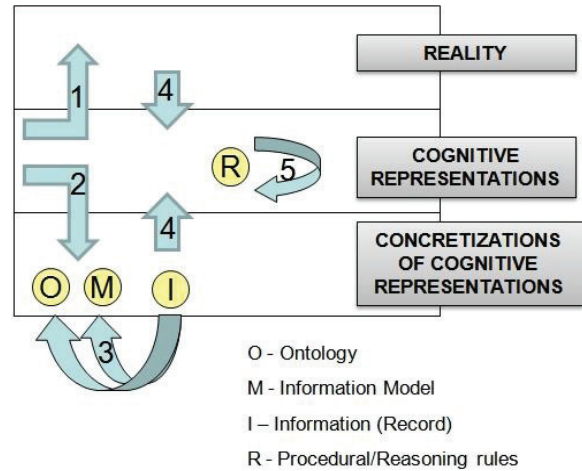 REALITY
1
4
COGNITIVE
REPRESENTATIONS
R
5
2
4
CONCRETIZATIONS
OF COGNITIVE
REPRESENTATIONS
O M I
3
O - Ontology
M - Information Model
I – Information (Record)
R - Procedural/Reasoning rules